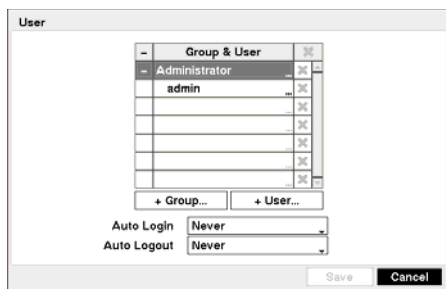 User
– Group & User
– Administrator ...
admin ...
...
...
...
...
...
+ Group... + User...
Auto Login Never
Auto Logout Never
Save Cancel